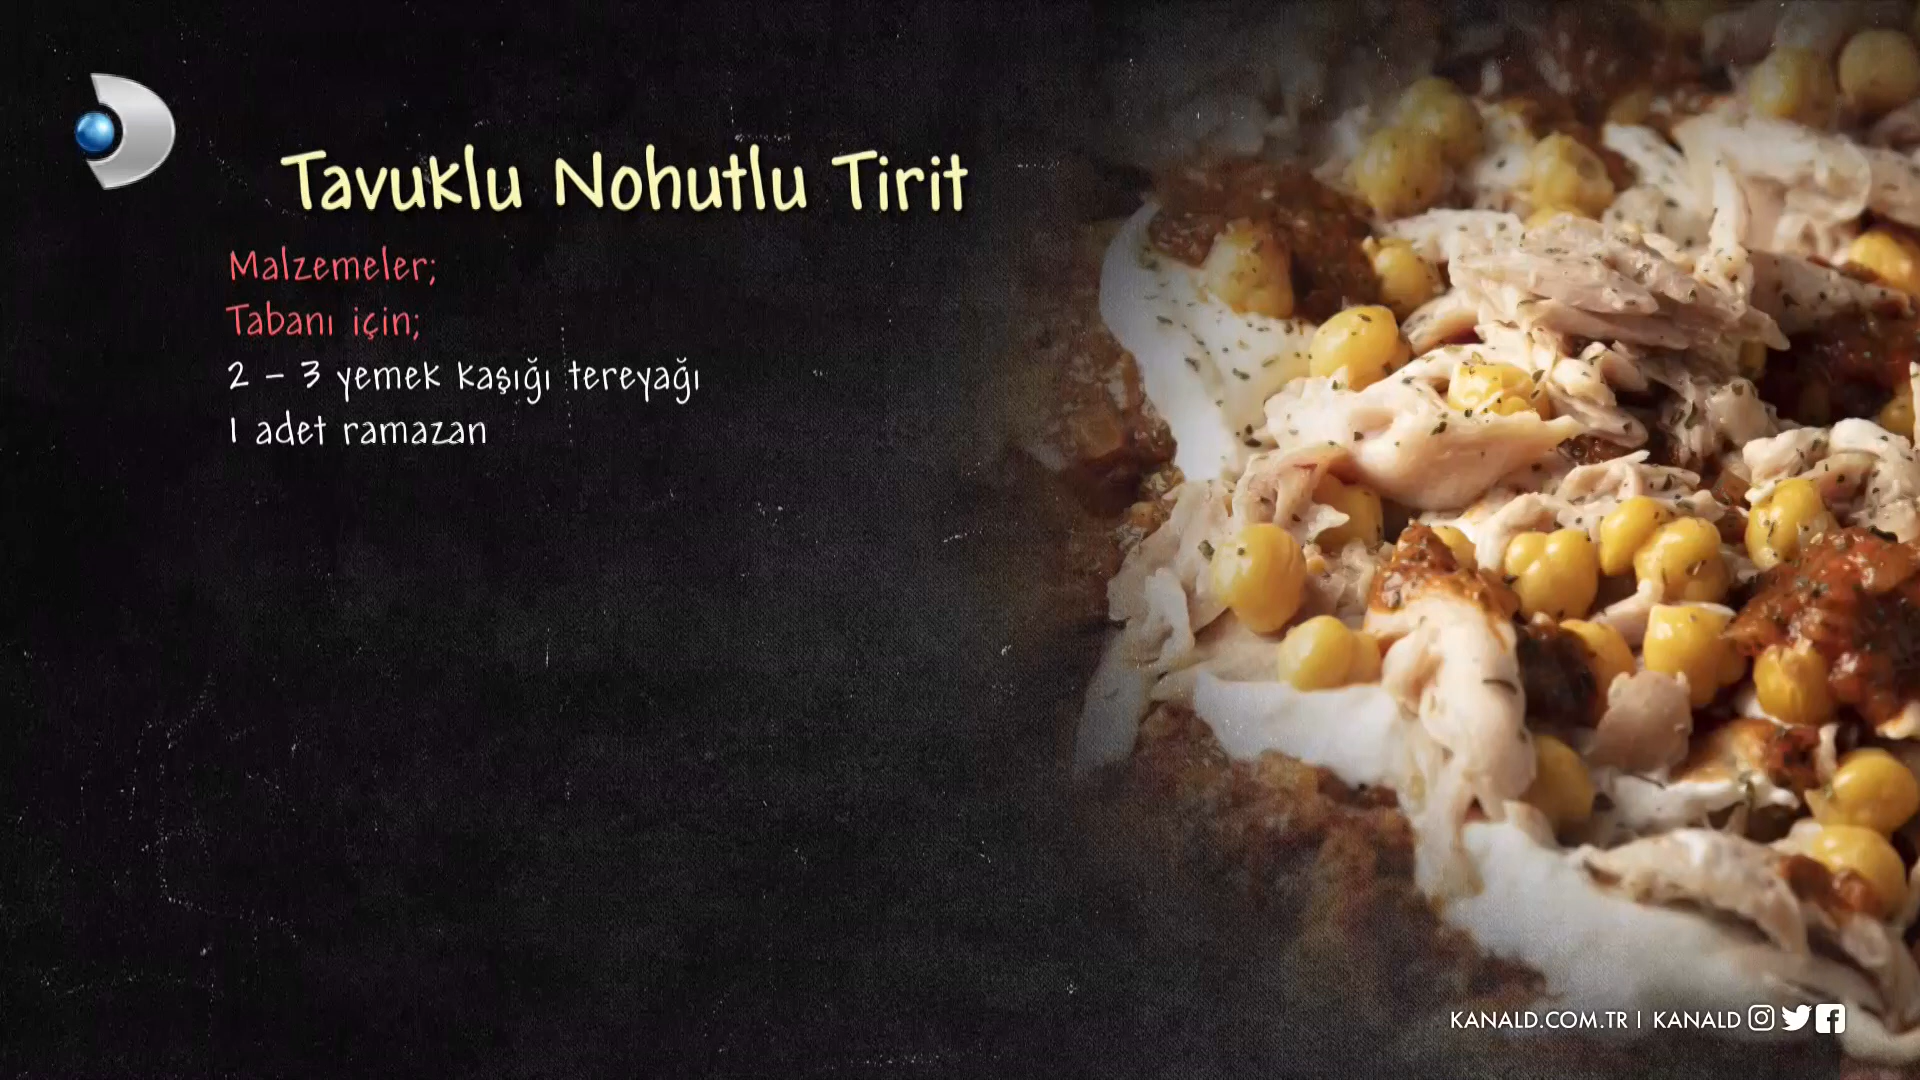 Tavuklu Nohutlu Tirit
Malzemeler;
Tabanı için;
2 – 3 yemek kaşığı tereyağı
1 adet ramazan
KANALD.COM.TR | KANALD